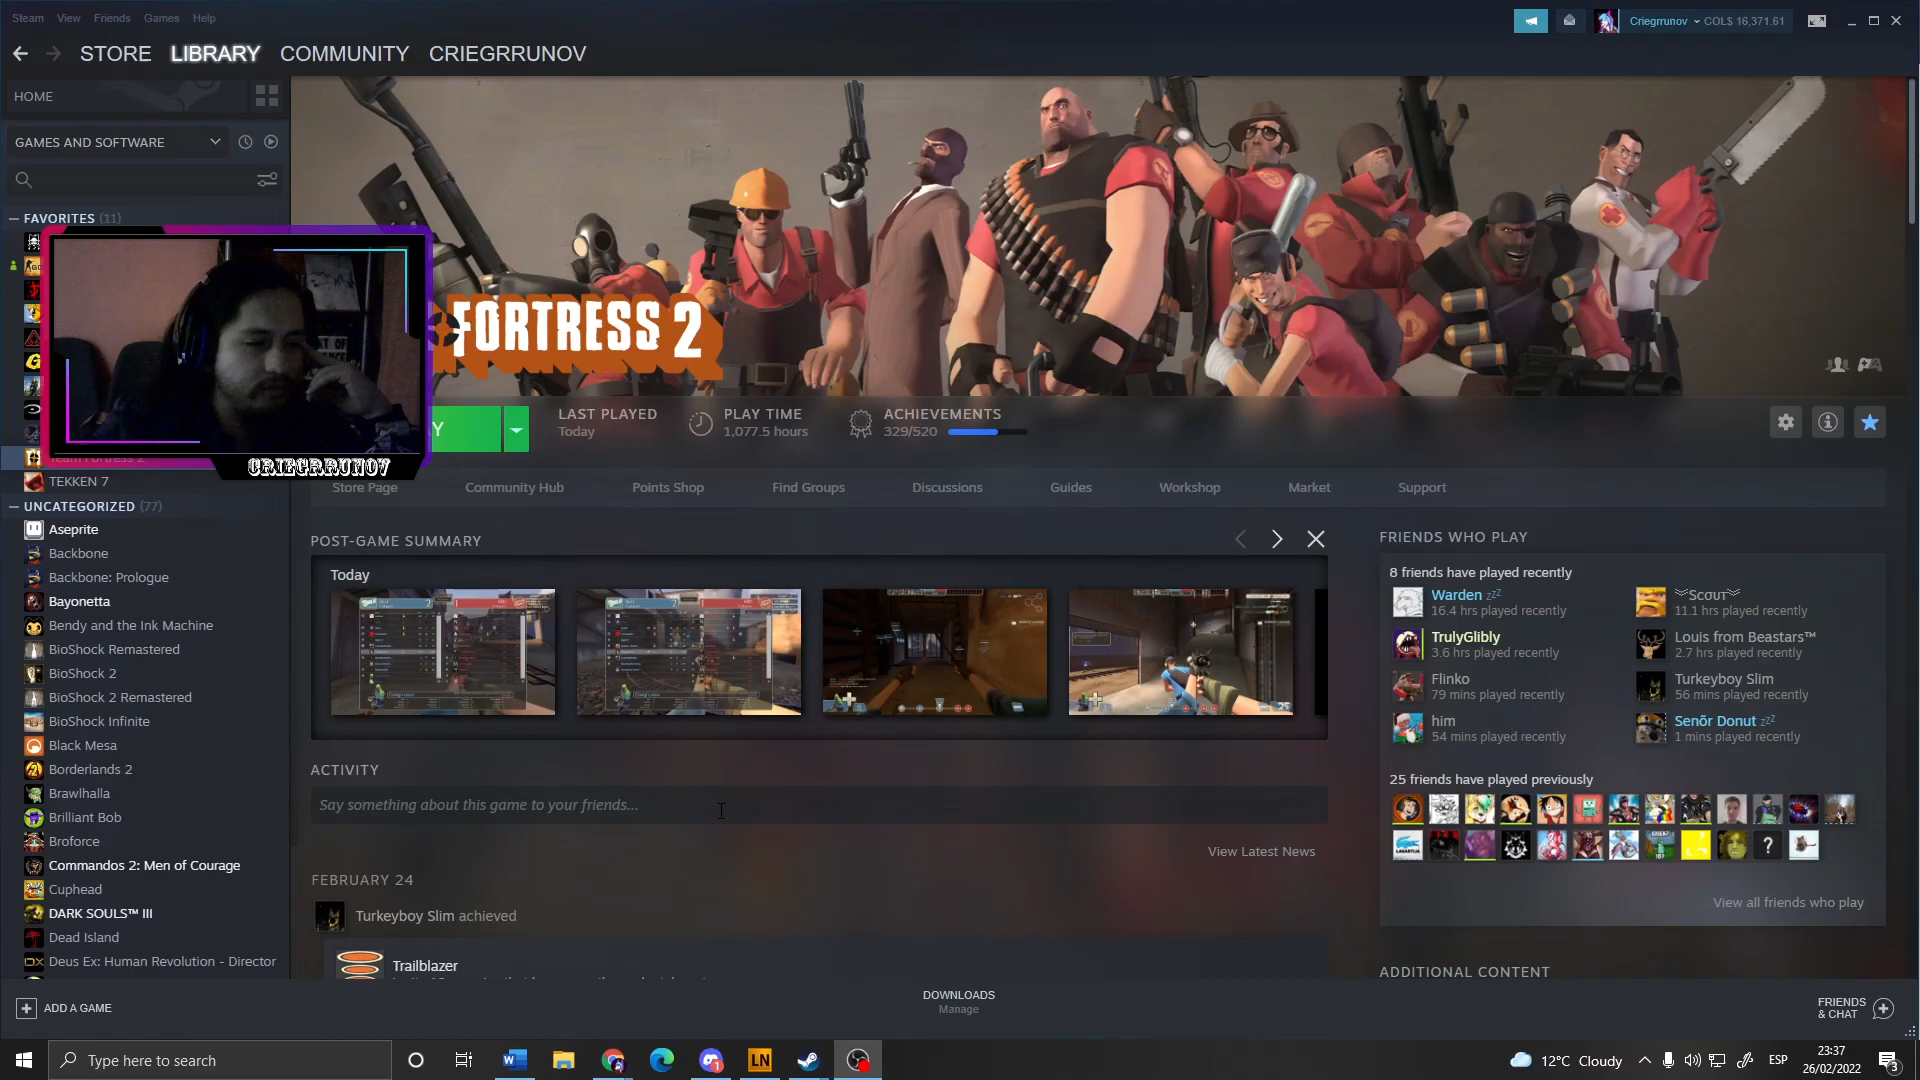 Steam View Friends Games Help
Criegrrunov COL$ 16,371.61
STORE LIBRARY COMMUNITY CRIEGRRUNOV
HOME
GAMES AND SOFTWARE
FAVORITES (11)
FORTRESS 2
CRIEGRRUNOV
Team Fortress 2
TEKKEN 7
UNCATEGORIZED (77)
Aseprite
Backbone
Backbone: Prologue
Bayonetta
Bendy and the Ink Machine
BioShock Remastered
BioShock 2
BioShock 2 Remastered
BioShock Infinite
Black Mesa
Borderlands 2
Brawlhalla
Brilliant Bob
Broforce
Commandos 2: Men of Courage
Cuphead
DARK SOULS™ III
Dead Island
Deus Ex: Human Revolution - Director
Y
LAST PLAYED
Today
PLAY TIME
1,077.5 hours
ACHIEVEMENTS
329/520
Store Page Community Hub Points Shop Find Groups Discussions Guides Workshop Market Support
POST-GAME SUMMARY
Today
ACTIVITY
Say something about this game to your friends...
View Latest News
FEBRUARY 24
Turkeyboy Slim achieved
Trailblazer
FRIENDS WHO PLAY
8 friends have played recently
Warden zzZ
16.4 hrs played recently
༄Scουτ༄
11.1 hrs played recently
TrulyGlibly
3.6 hrs played recently
Louis from Beastars™
2.7 hrs played recently
Flinko
79 mins played recently
Turkeyboy Slim
56 mins played recently
him
54 mins played recently
Senõr Donut zzZ
1 mins played recently
25 friends have played previously
View all friends who play
ADDITIONAL CONTENT
ADD A GAME
DOWNLOADS
Manage
FRIENDS
& CHAT
Type here to search
LN
12°C Cloudy
ESP
23:37
26/02/2022
3